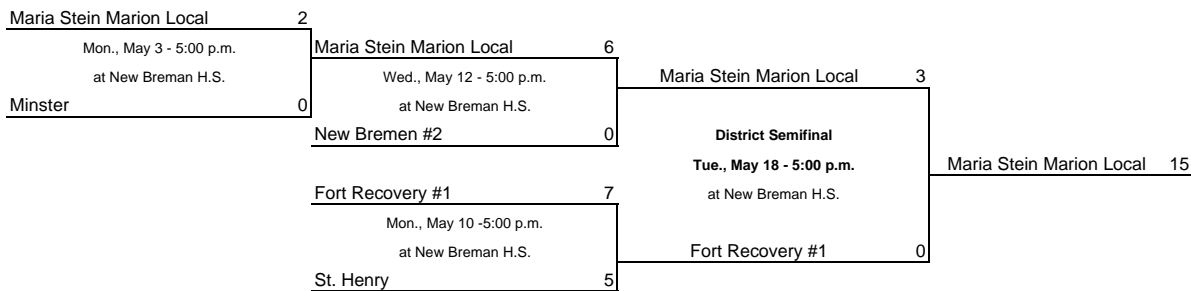 Maria Stein Marion Local 2
Mon., May 3 - 5:00 p.m.
at New Breman H.S.
Minster 0
Maria Stein Marion Local 6
Wed., May 12 - 5:00 p.m.
at New Breman H.S.
New Bremen #2 0
Fort Recovery #1 7
Mon., May 10 -5:00 p.m.
at New Breman H.S.
St. Henry 5
Maria Stein Marion Local 3
District Semifinal
Tue., May 18 - 5:00 p.m.
at New Breman H.S.
Fort Recovery #1 0
Maria Stein Marion Local 15